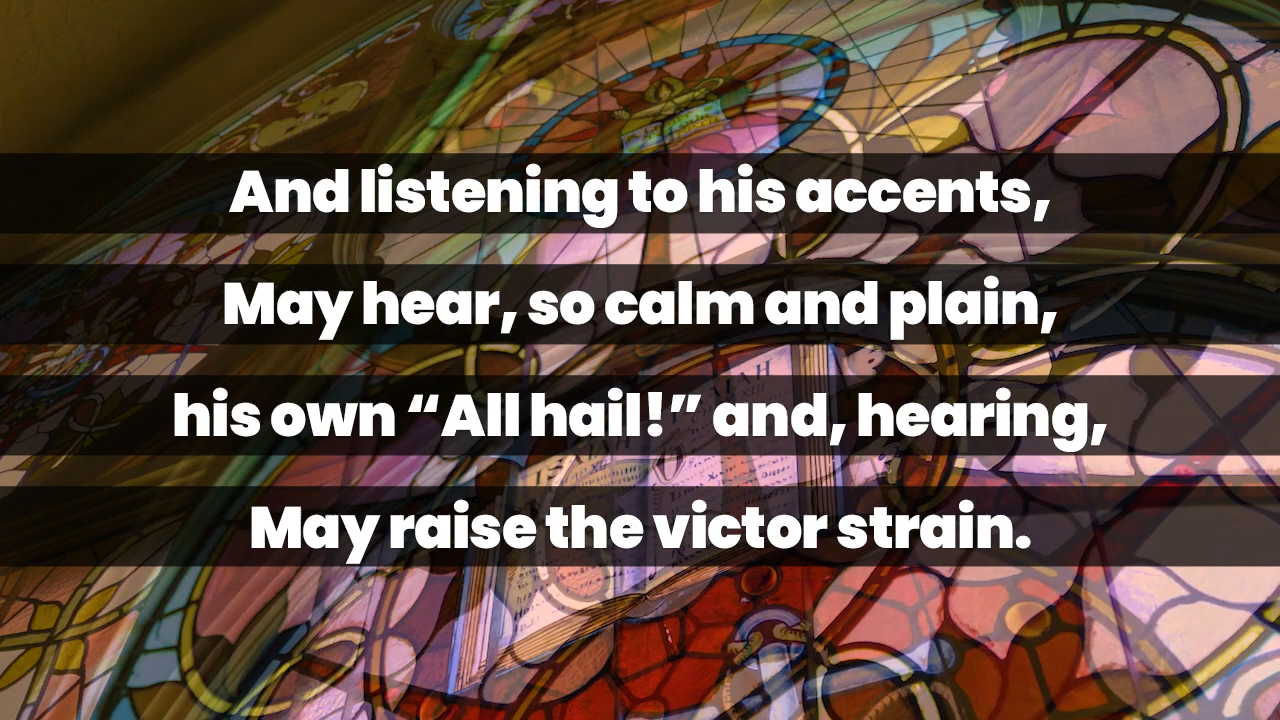 And listening to his accents,
May hear, so calm and plain,
his own “All hail!” and, hearing,
May raise the victor strain.